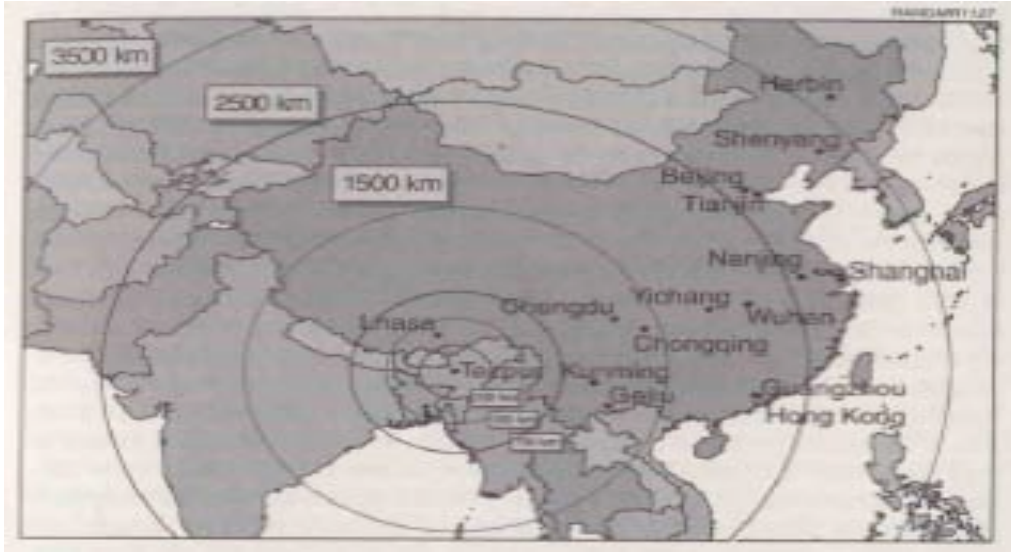 3500 km
2500 km
1500 km
Herbin
Shenyang
Beijing
Tianjin
Nanjing
Shanghai
Yichang
Wuhan
Chengdu
Chongqing
Lhasa
Tezpur
Kunming
Gejiu
Guangzhou
Hong Kong